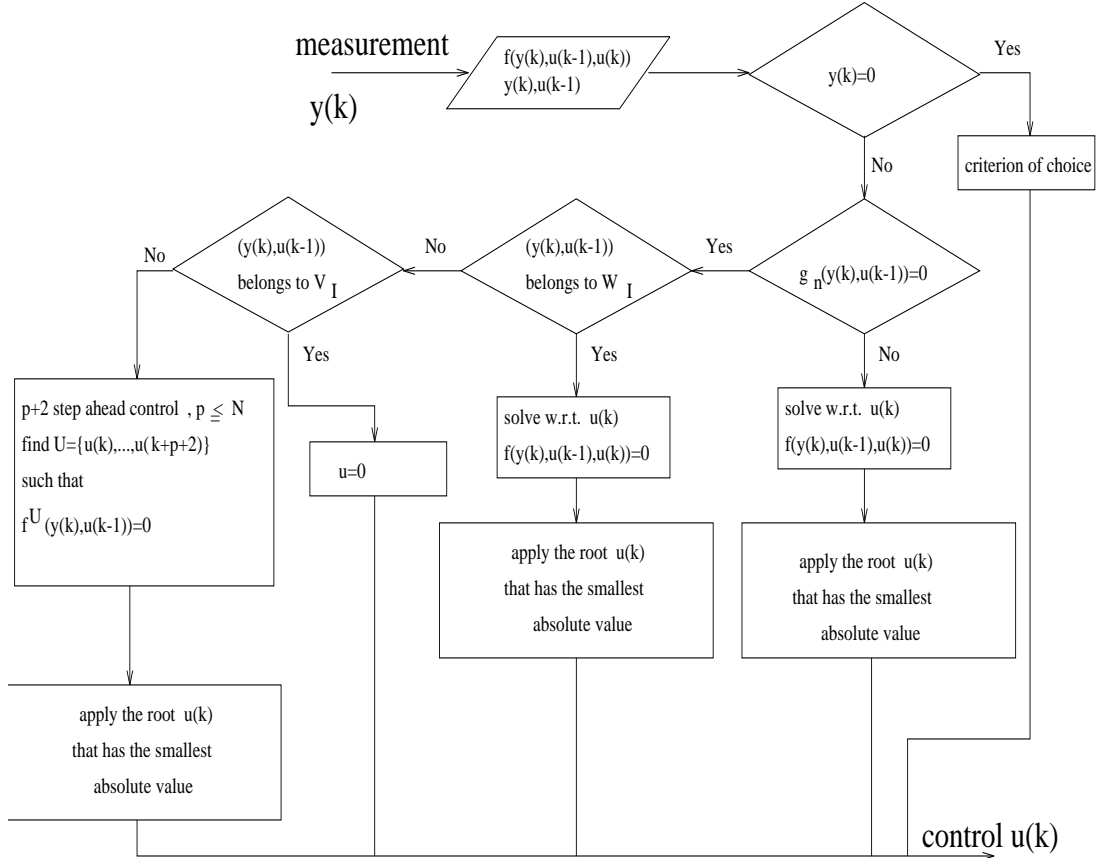 measurement
y(k)
f(y(k),u(k-1),u(k))
y(k),u(k-1)
y(k)=0
Yes
criterion of choice
No
g n(y(k),u(k-1))=0
Yes
(y(k),u(k-1))
belongs to W I
No
(y(k),u(k-1))
belongs to V I
No
Yes
Yes
No
p+2 step ahead control , p ≤ N
find U={u(k),...,u(k+p+2)}
such that
f U (y(k),u(k-1))=0
u=0
solve w.r.t. u(k)
f(y(k),u(k-1),u(k))=0
solve w.r.t. u(k)
f(y(k),u(k-1),u(k))=0
apply the root u(k)
that has the smallest
absolute value
apply the root u(k)
that has the smallest
absolute value
apply the root u(k)
that has the smallest
absolute value
control u(k)